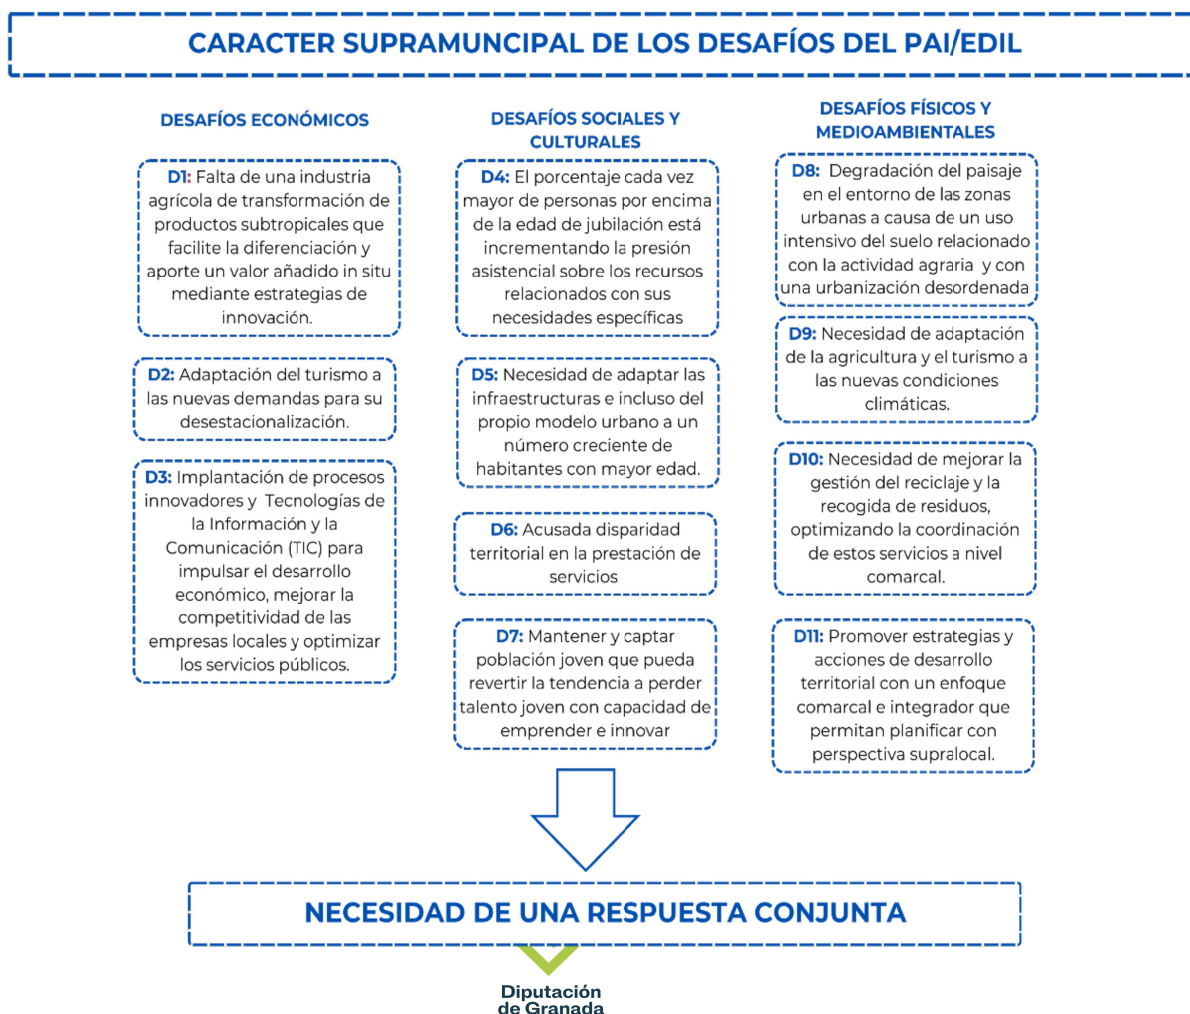 CARACTER SUPRAMUNCIPAL DE LOS DESAFÍOS DEL PAI/EDIL
DESAFÍOS ECONÓMICOS
D1: Falta de una industria
agrícola de transformación de
productos subtropicales que
facilite la diferenciación y
aporte un valor añadido in situ
mediante estrategias de
innovación.
D2: Adaptación del turismo a
las nuevas demandas para su
desestacionalización.
D3: Implantación de procesos
innovadores y Tecnologías de
la Información y la
Comunicación (TIC) para
impulsar el desarrollo
económico, mejorar la
competitividad de las
empresas locales y optimizar
los servicios públicos.
DESAFÍOS SOCIALES Y
CULTURALES
D4: El porcentaje cada vez
mayor de personas por encima
de la edad de jubilación está
incrementando la presión
asistencial sobre los recursos
relacionados con sus
necesidades específicas
D5: Necesidad de adaptar las
infraestructuras e incluso del
propio modelo urbano a un
número creciente de
habitantes con mayor edad.
D6: Acusada disparidad
territorial en la prestación de
servicios
D7: Mantener y captar
población joven que pueda
revertir la tendencia a perder
talento joven con capacidad de
emprender e innovar
DESAFÍOS FÍSICOS Y
MEDIOAMBIENTALES
D8: Degradación del paisaje
en el entorno de las zonas
urbanas a causa de un uso
intensivo del suelo relacionado
con la actividad agraria y con
una urbanización desordenada
D9: Necesidad de adaptación
de la agricultura y el turismo a
las nuevas condiciones
climáticas.
D10: Necesidad de mejorar la
gestión del reciclaje y la
recogida de residuos,
optimizando la coordinación
de estos servicios a nivel
comarcal.
D11: Promover estrategias y
acciones de desarrollo
territorial con un enfoque
comarcal e integrador que
permitan planificar con
perspectiva supralocal.
NECESIDAD DE UNA RESPUESTA CONJUNTA
Diputación
de Granada